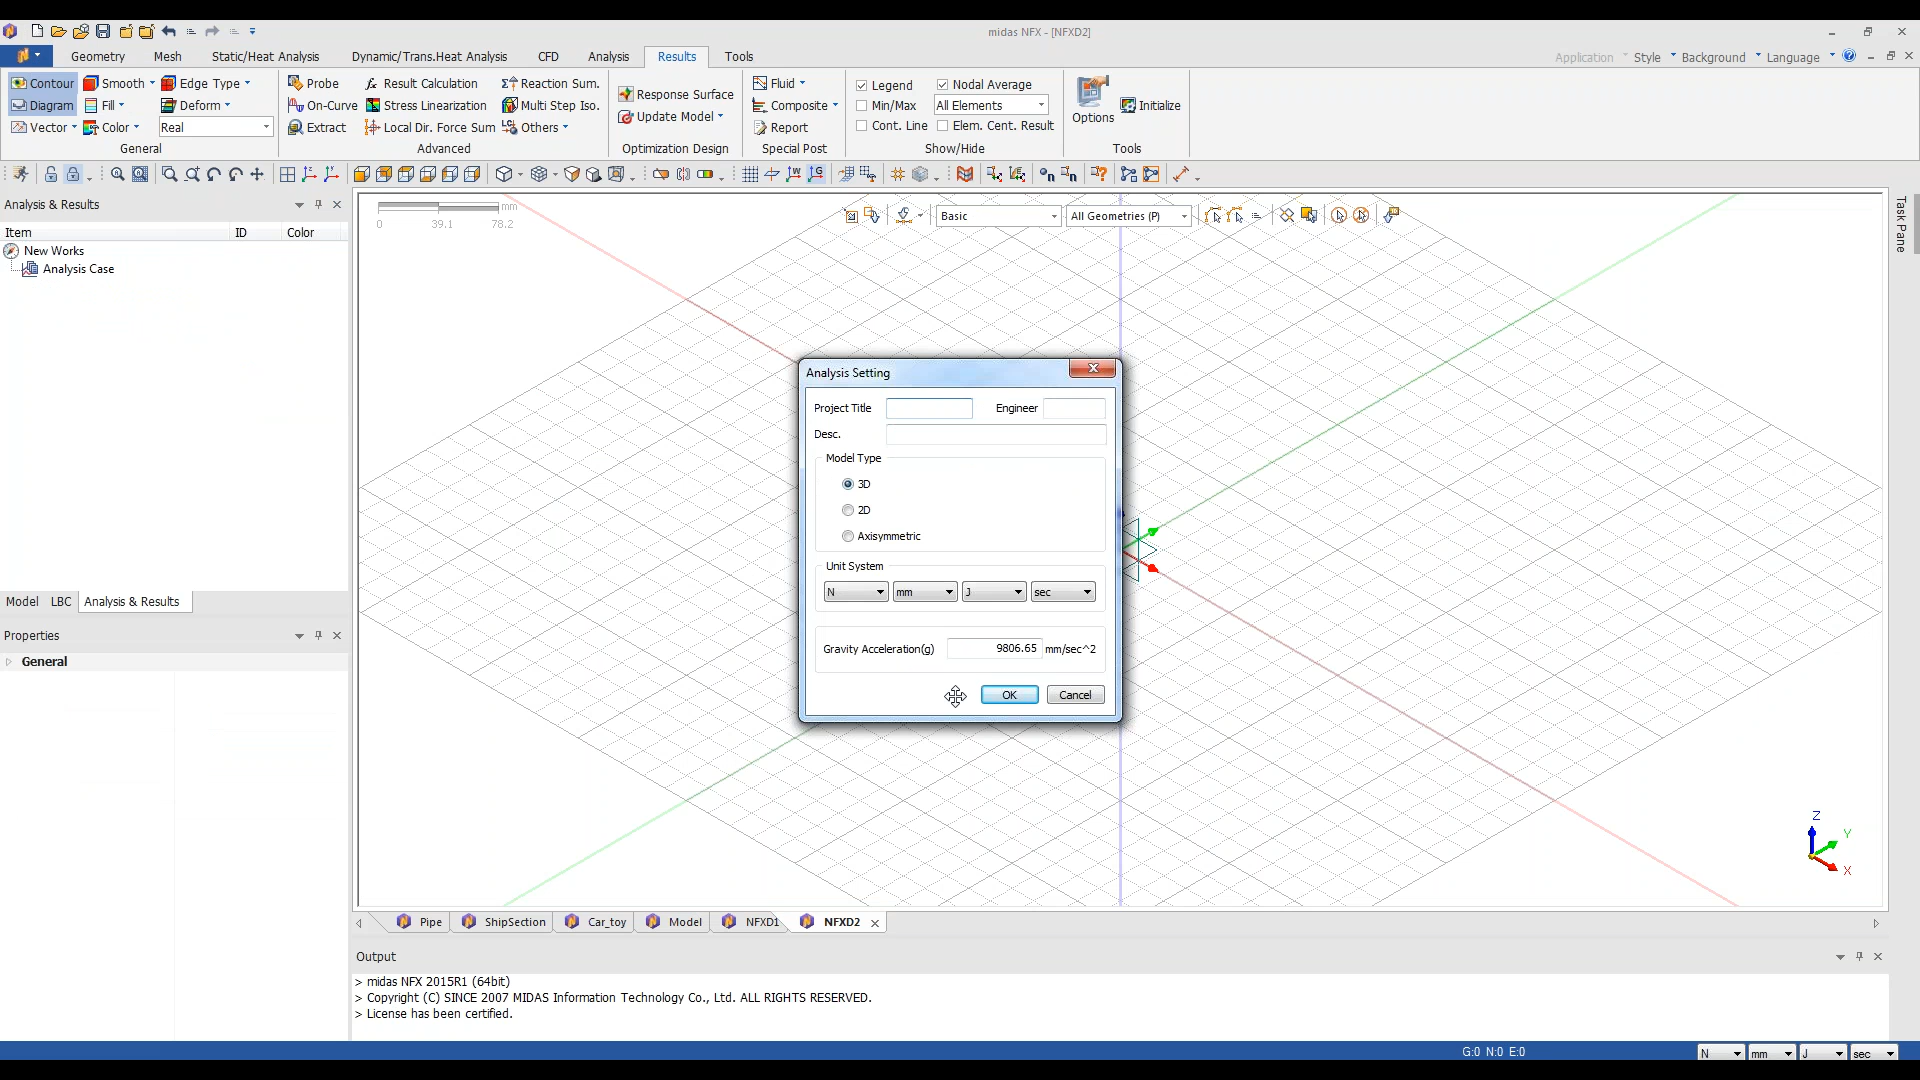 midas NFX - [NFXD2]
Geometry Mesh Static/Heat Analysis Dynamic/Trans.Heat Analysis CFD Analysis Results Tools
Application Style Background Language
Contour Smooth Edge Type
Diagram Fill Deform
Vector Color Real
General
Probe Result Calculation Reaction Sum.
On-Curve Stress Linearization Multi Step Iso.
Extract Local Dir. Force Sum Others
Advanced
Response Surface
Update Model
Optimization Design
Fluid
Composite
Report
Special Post
Legend Nodal Average
Min/Max All Elements
Cont. Line Elem. Cent. Result
Show/Hide
Options Initialize
Tools
Analysis & Results
Item ID Color
New Works
Analysis Case
Model LBC Analysis & Results
Properties
General
mm
0 39.1 78.2
Basic All Geometries (P)
Task Pane
Analysis Setting
Project Title Engineer
Desc.
Model Type
3D
2D
Axisymmetric
Unit System
N mm J sec
Gravity Acceleration(g) 9806.65 mm/sec^2
OK Cancel
Z
Y
X
Pipe ShipSection Car_toy Model NFXD1 NFXD2
Output
> midas NFX 2015R1 (64bit)
> Copyright (C) SINCE 2007 MIDAS Information Technology Co., Ltd. ALL RIGHTS RESERVED.
> License has been certified.
G:0 N:0 E:0
N mm J sec